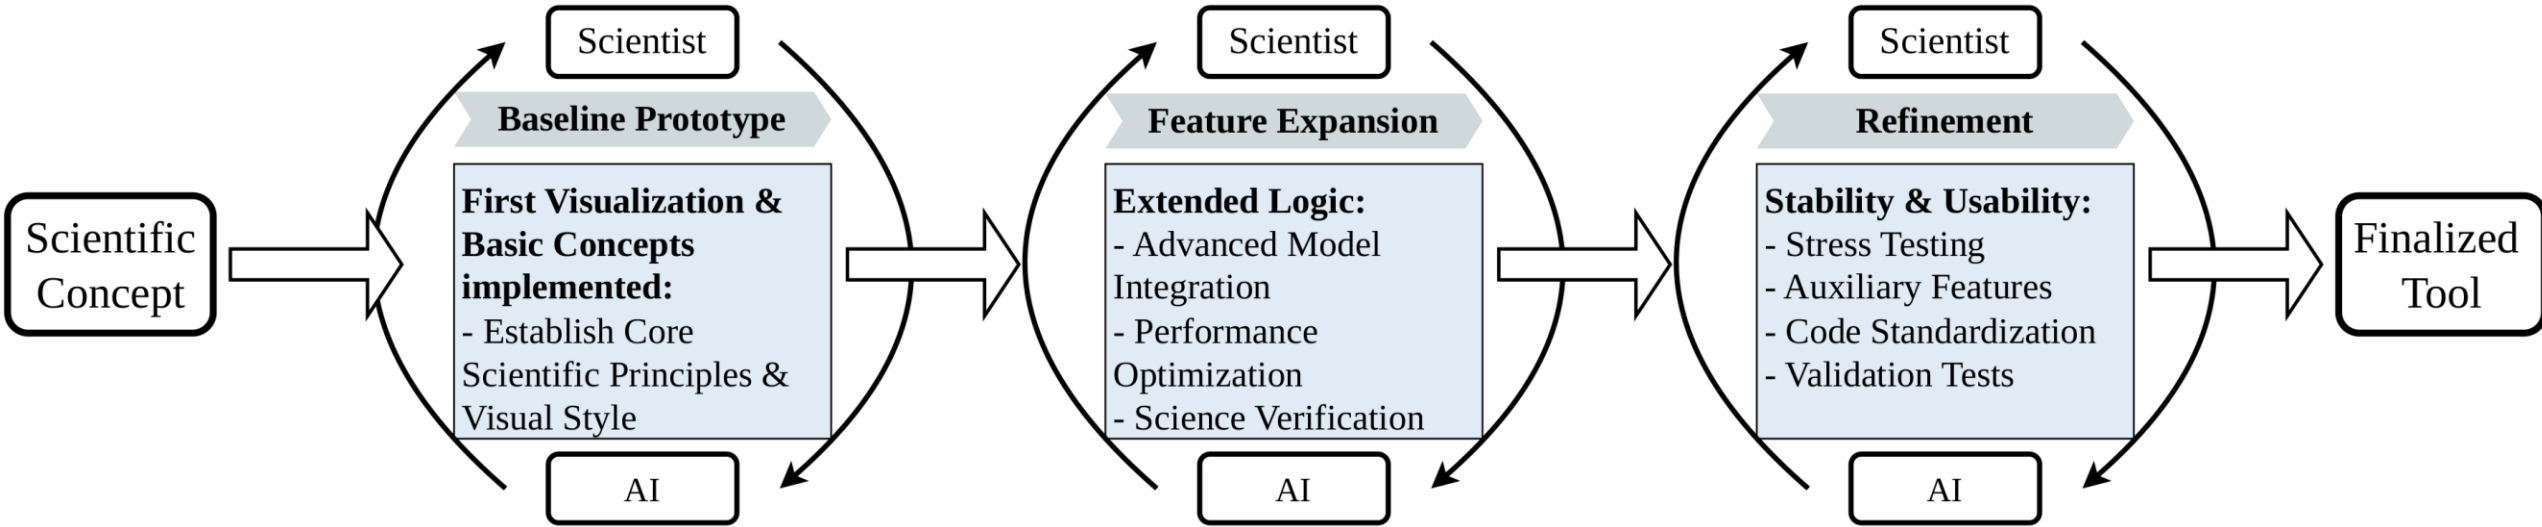 Scientific
Concept
Scientist
Baseline Prototype
First Visualization &
Basic Concepts
implemented:
- Establish Core
Scientific Principles &
Visual Style
AI
Scientist
Feature Expansion
Extended Logic:
- Advanced Model
Integration
- Performance
Optimization
- Science Verification
AI
Scientist
Refinement
Stability & Usability:
- Stress Testing
- Auxiliary Features
- Code Standardization
- Validation Tests
AI
Finalized
Tool